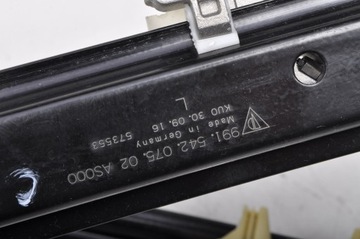 991. 542. 075. 02 AS000
Made in Germany 573553
KUO 30. 09. 16
L